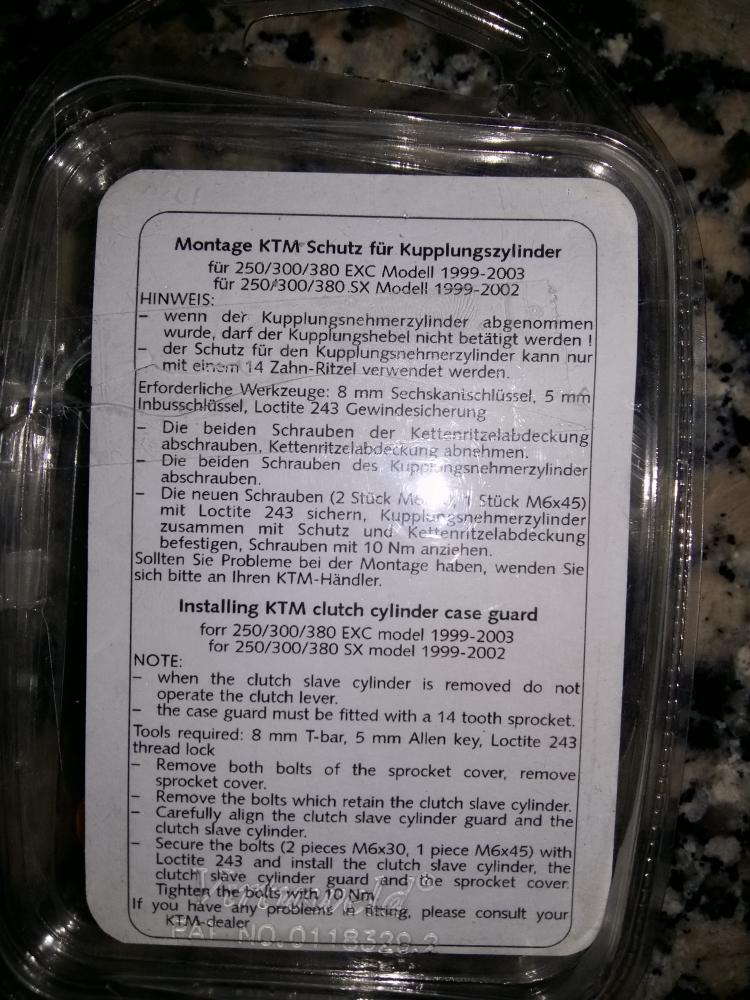 Montage KTM Schutz für Kupplungszylinder
für 250/300/380 EXC Modell 1999-2003
für 250/300/380 SX Modell 1999-2002
HINWEIS:
- wenn der Kupplungsnehmerzylinder abgenommen
wurde, darf der Kupplungshebel nicht betätigt werden !
- der Schutz für den Kupplungsnehmerzylinder kann nur
mit einem 14 Zahn-Ritzel verwendet werden.
Erforderliche Werkzeuge: 8 mm Sechskanischlüssel, 5 mm
Inbusschlüssel, Loctite 243 Gewindesicherung
- Die beiden Schrauben der Kettenritzelabdeckung
abschrauben, Kettenritzelabdeckung abnehmen.
- Die beiden Schrauben des Kupplungsnehmerzylinder
abschrauben.
- Die neuen Schrauben (2 Stück 1 Stück M6x45)
mit Loctite 243 sichern, Kupplungsnehmerzylinder
zusammen mit Schutz und Kettenritzelabdeckung
befestigen, Schrauben mit 10 Nm anziehen.
Sollten Sie Probleme bei der Montage haben, wenden Sie
sich bitte an Ihren KTM-Händler.
Installing KTM clutch cylinder case guard
forr 250/300/380 EXC model 1999-2003
for 250/300/380 SX model 1999-2002
NOTE:
- when the clutch slave cylinder is removed do not
operate the clutch lever.
- the case guard must be fitted with a 14 tooth sprocket.
Tools required: 8 mm T-bar, 5 mm Allen key, Loctite 243
thread lock
- Remove both bolts of the sprocket cover, remove
sprocket cover.
- Remove the bolts which retain the clutch slave cylinder.
- Carefully align the clutch slave cylinder guard and the
clutch slave cylinder.
- Secure the bolts (2 pieces M6x30, 1 piece M6x45) with
Loctite 243 and install the clutch slave cylinder, the
clutch slave cylinder guard and the sprocket cover.
Tighten the bolts with 10 Nm
If you have any problems in fitting, please consult your
KTM-dealer
PAT NO. 0118329.2